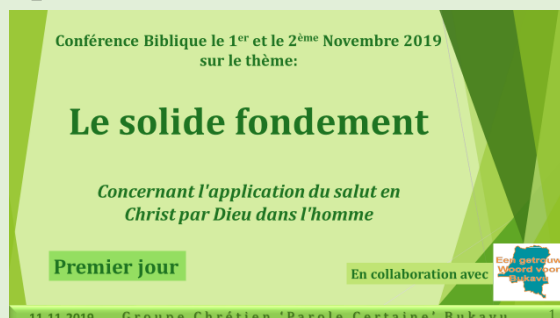 Conférence Biblique le 1er et le 2ème Novembre 2019
sur le thème:
Le solide fondement
Concernant l'application du salut en
Christ par Dieu dans l'homme
Premier jour
En collaboration avec
Een getrouw
Woord voor
Bukavu
11-11-2019 Groupe Chrétien ‘Parole Certaine’ Bukavu 1